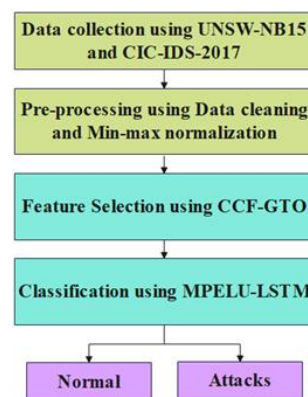 Data collection using UNSW-NB15
and CIC-IDS-2017
Pre-processing using Data cleaning
and Min-max normalization
Feature Selection using CCF-GTO
Classification using MPELU-LSTM
Normal
Attacks